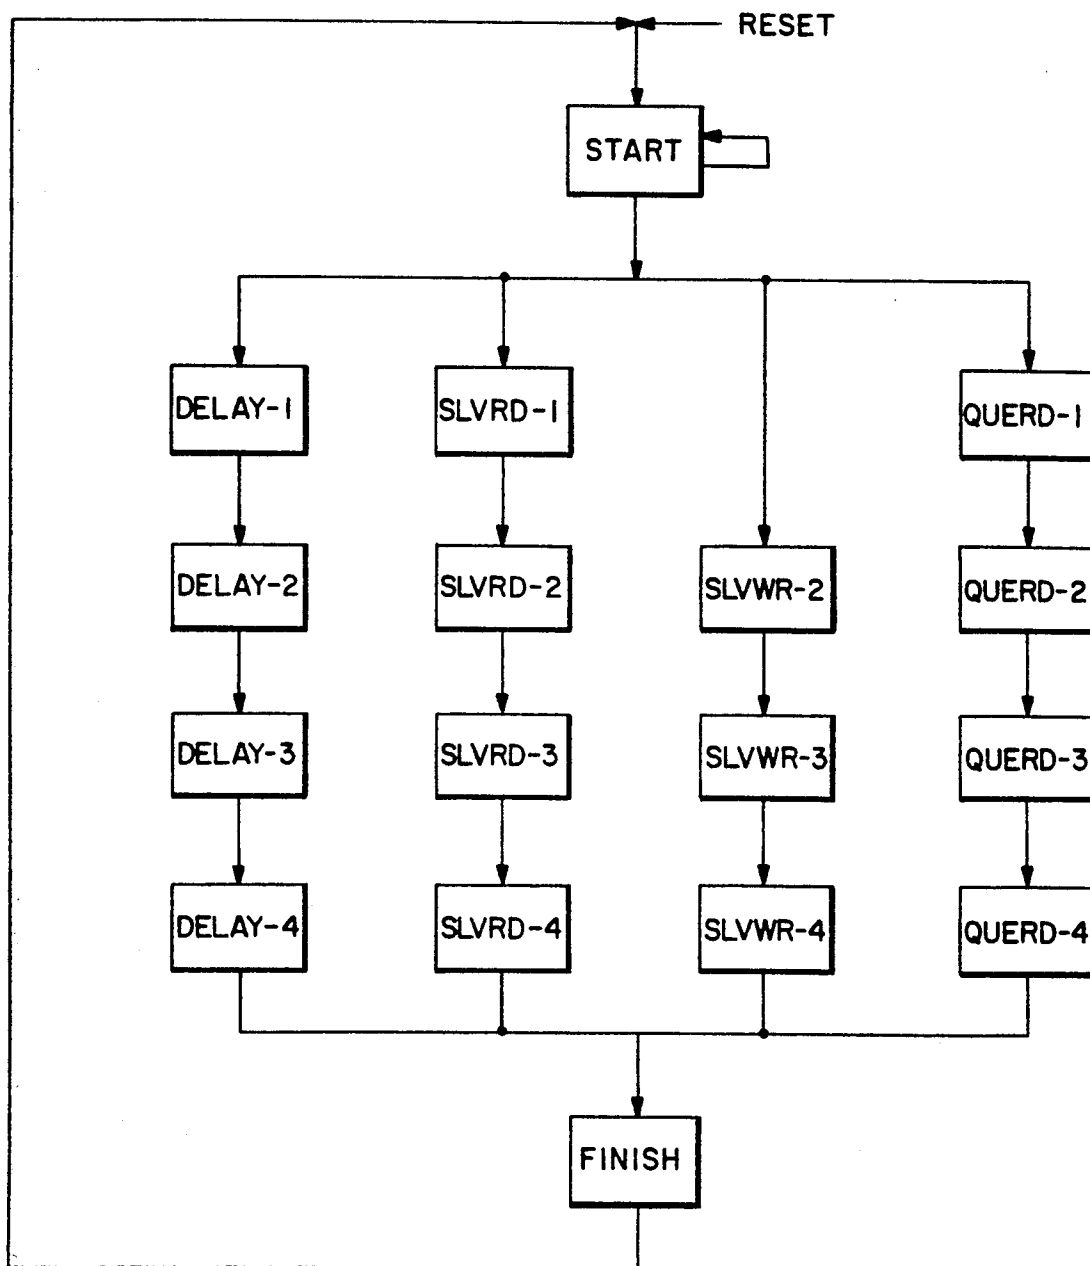 RESET
START
DELAY-1
SLVRD-1
QUERD-1
DELAY-2
SLVRD-2
SLVWR-2
QUERD-2
DELAY-3
SLVRD-3
SLVWR-3
QUERD-3
DELAY-4
SLVRD-4
SLVWR-4
QUERD-4
FINISH